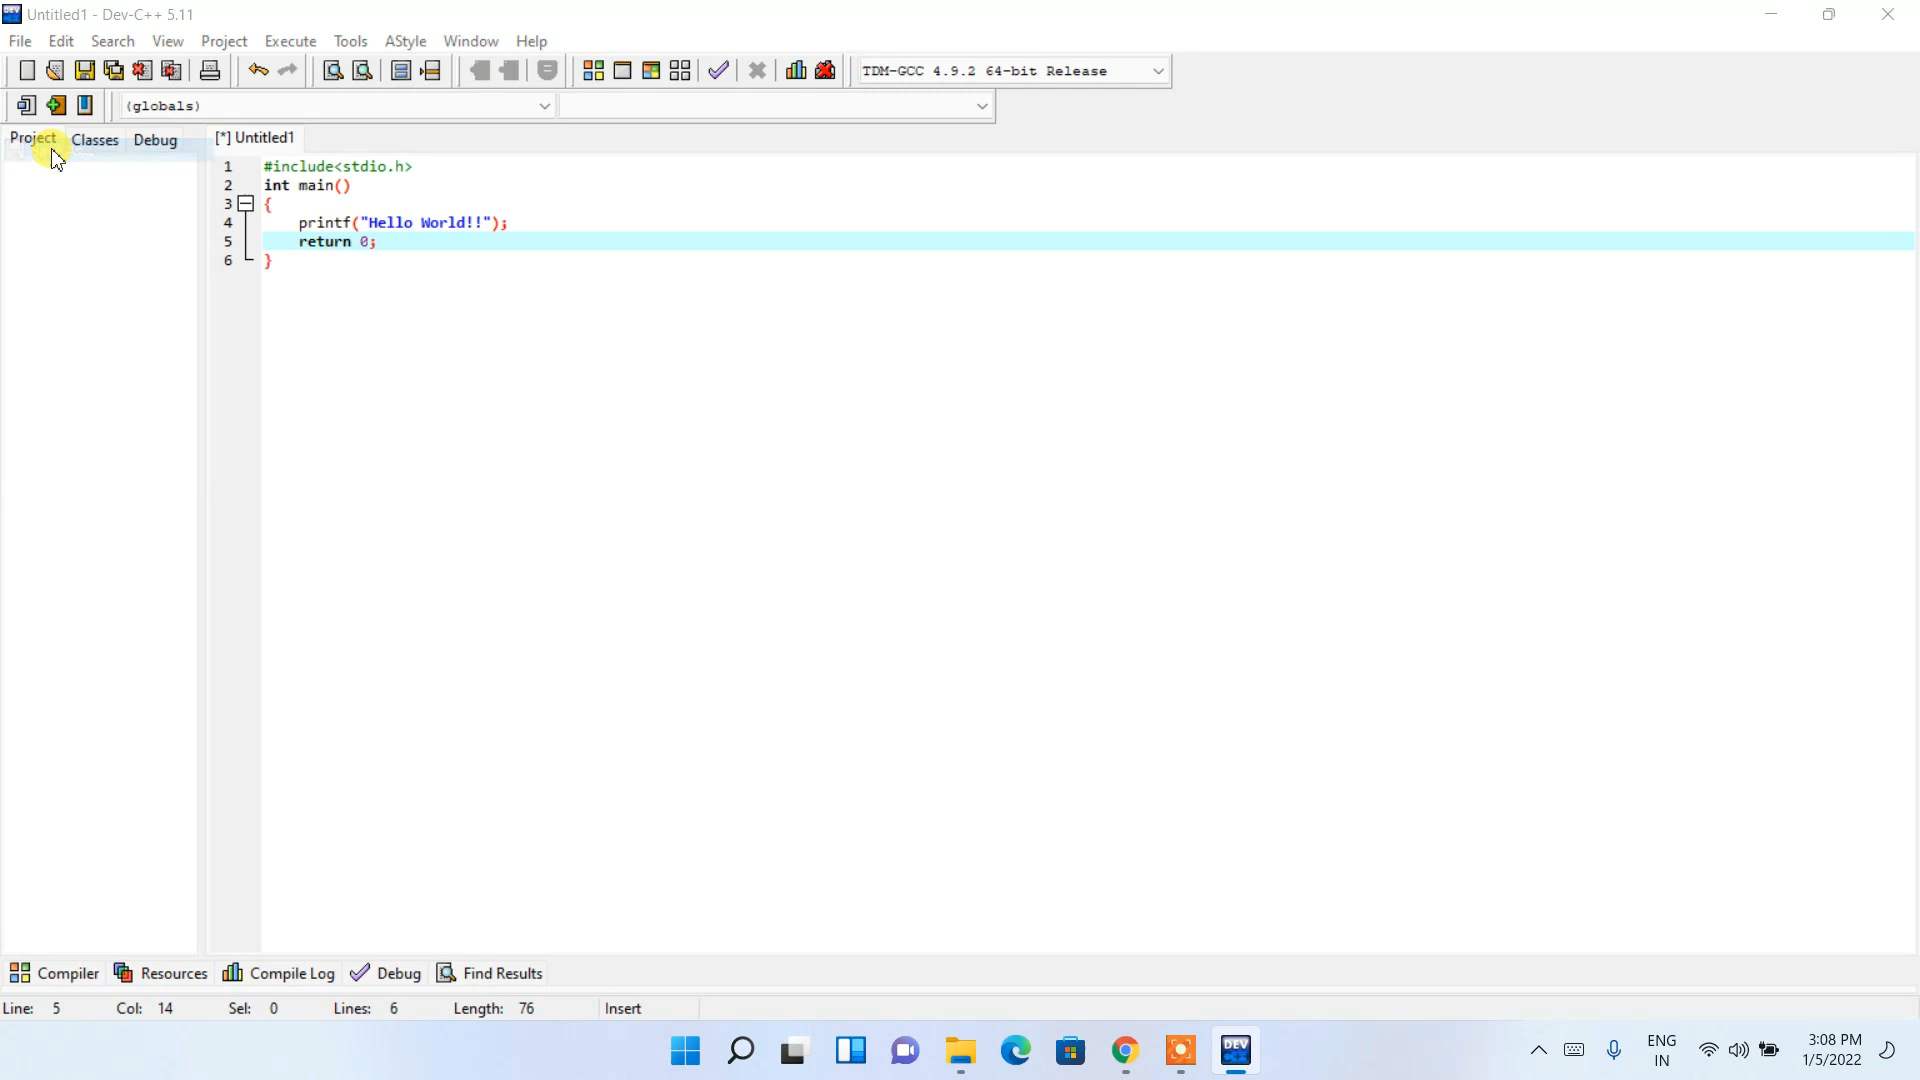 Untitled1 - Dev-C++ 5.11
File Edit Search View Project Execute Tools AStyle Window Help
TDM-GCC 4.9.2 64-bit Release
(globals)
Project Classes Debug [*] Untitled1
1 #include<stdio.h>
2 int main()
3 {
4 printf("Hello World!!");
5 return 0;
6 }
Compiler Resources Compile Log Debug Find Results
Line: 5 Col: 14 Sel: 0 Lines: 6 Length: 76 Insert
DEV C++
ENG
IN
3:08 PM
1/5/2022